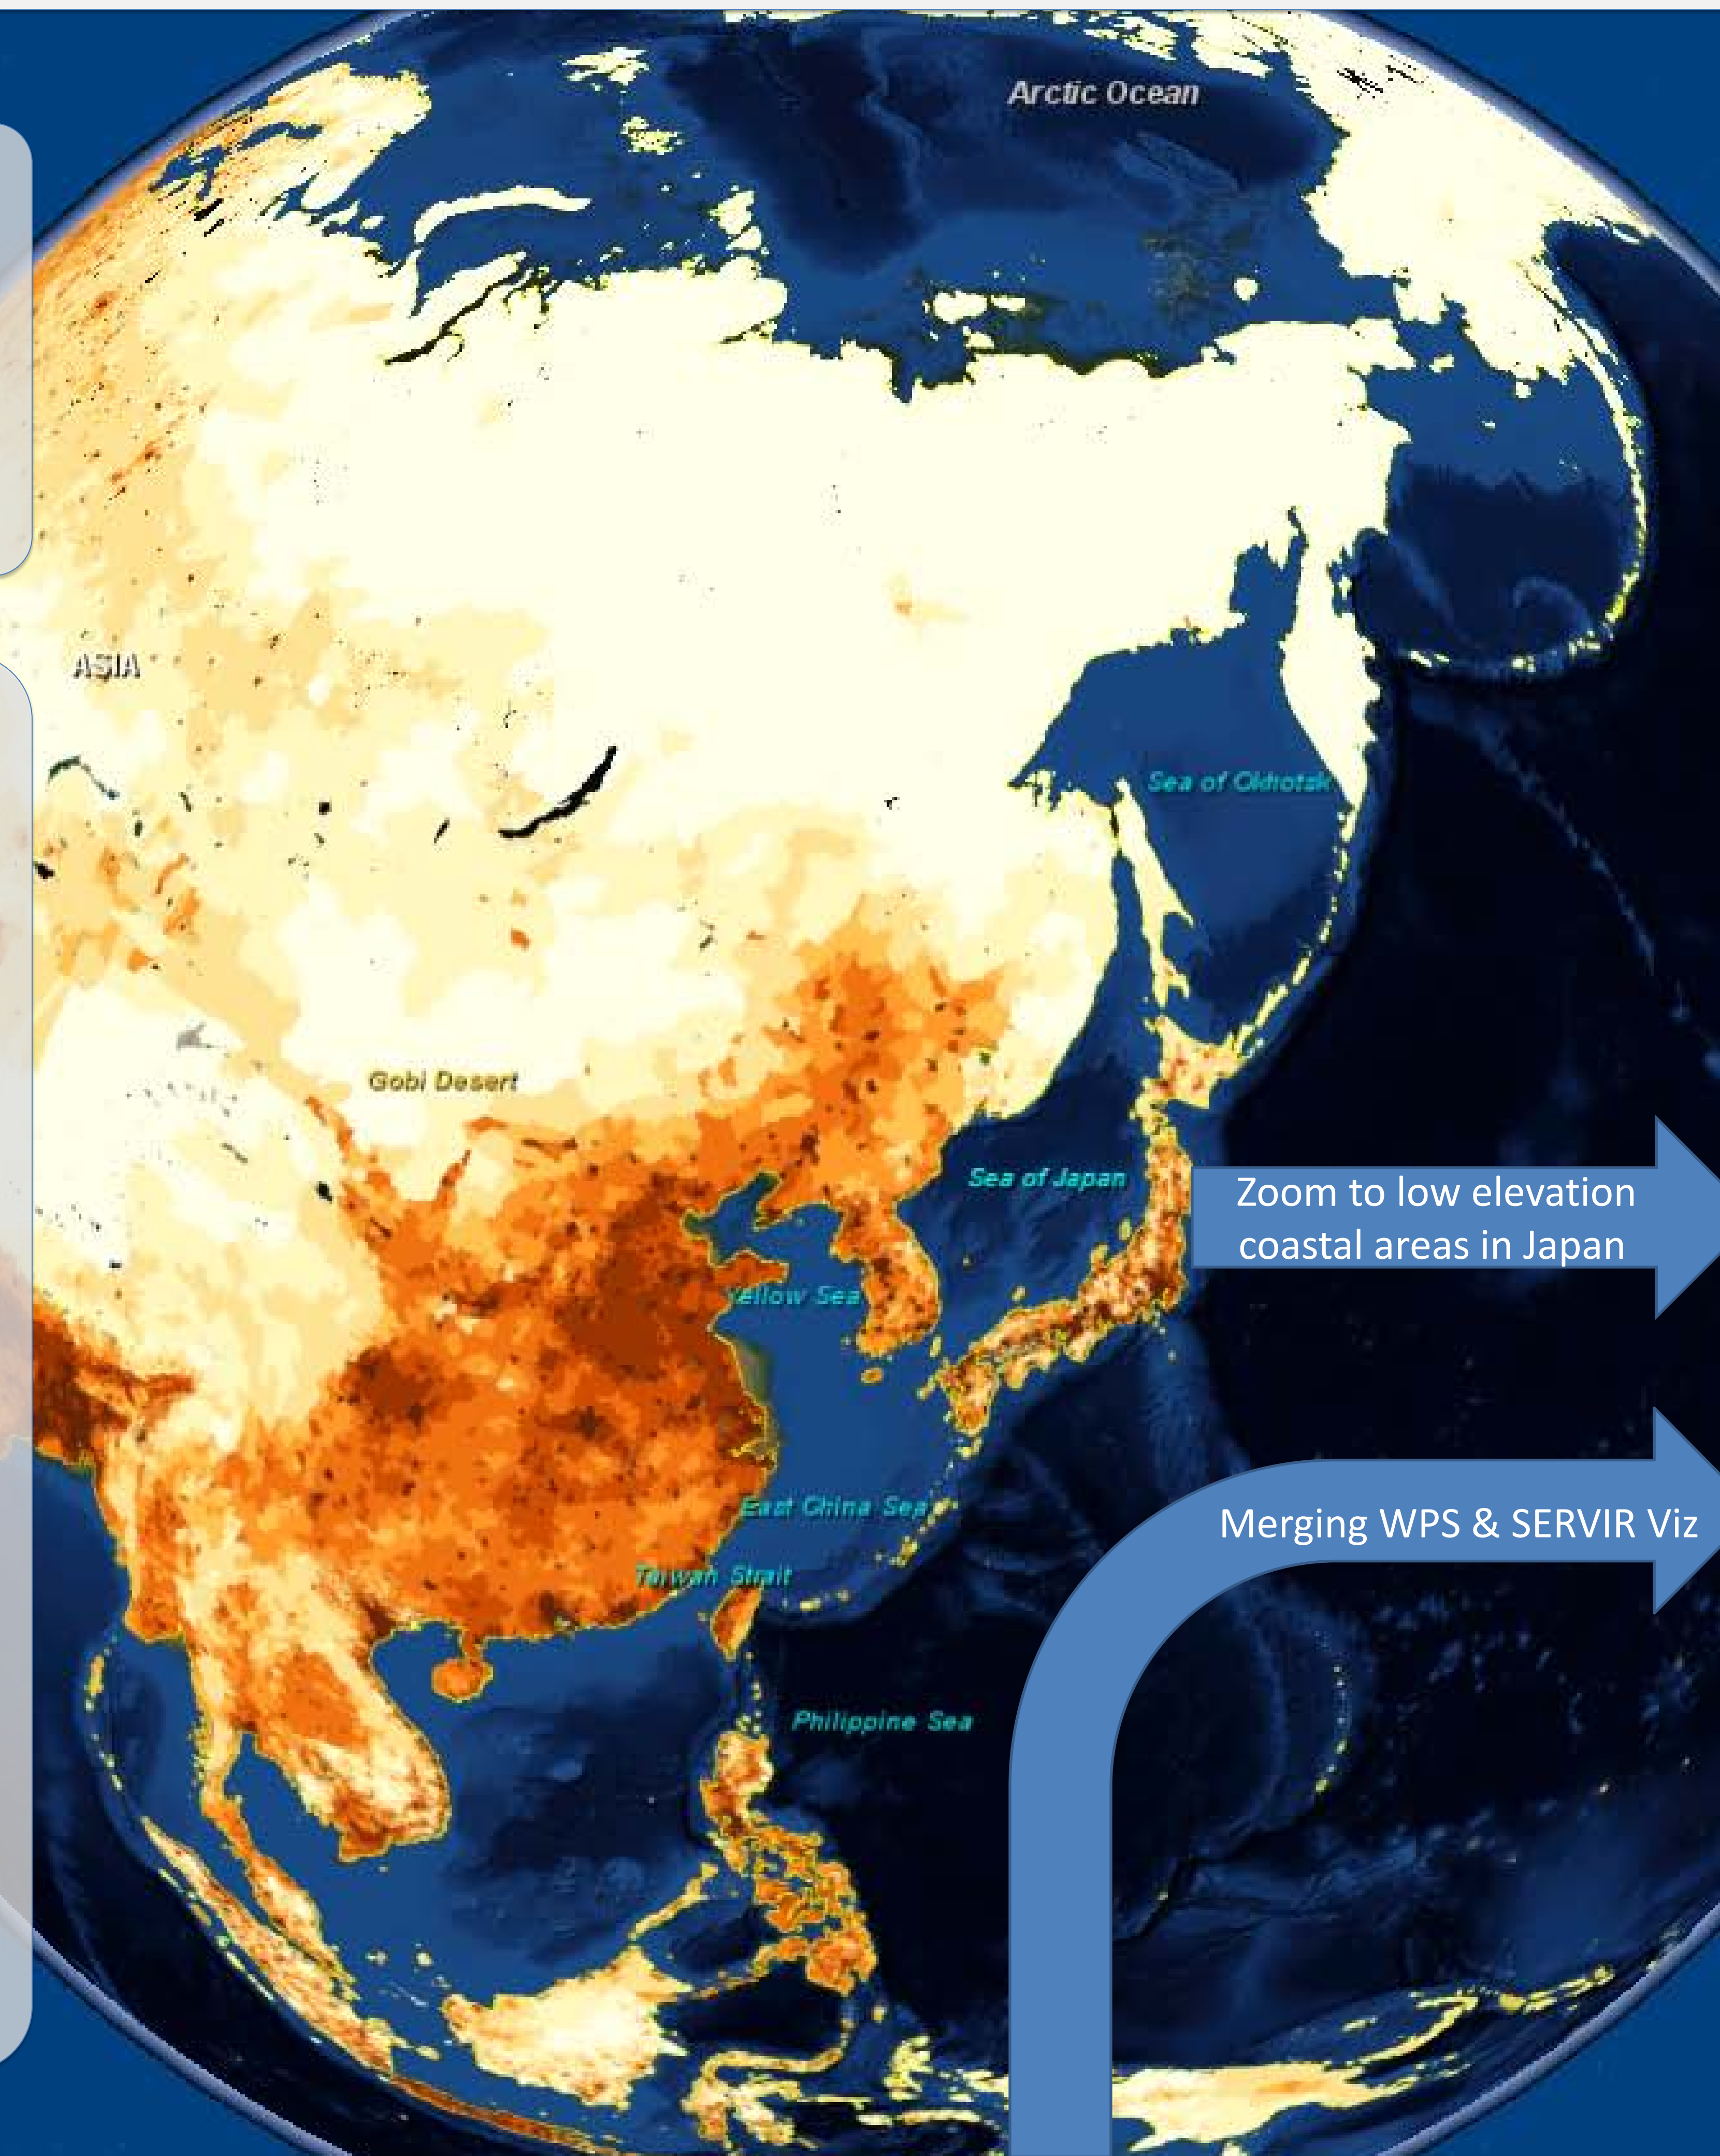 Arctic Ocean
ASIA
Sea of Okhotsk
Gobi Desert
Sea of Japan
Zoom to low elevation
coastal areas in Japan
Yellow Sea
East China Sea
Merging WPS & SERVIR Viz
Taiwan Strait
Philippine Sea